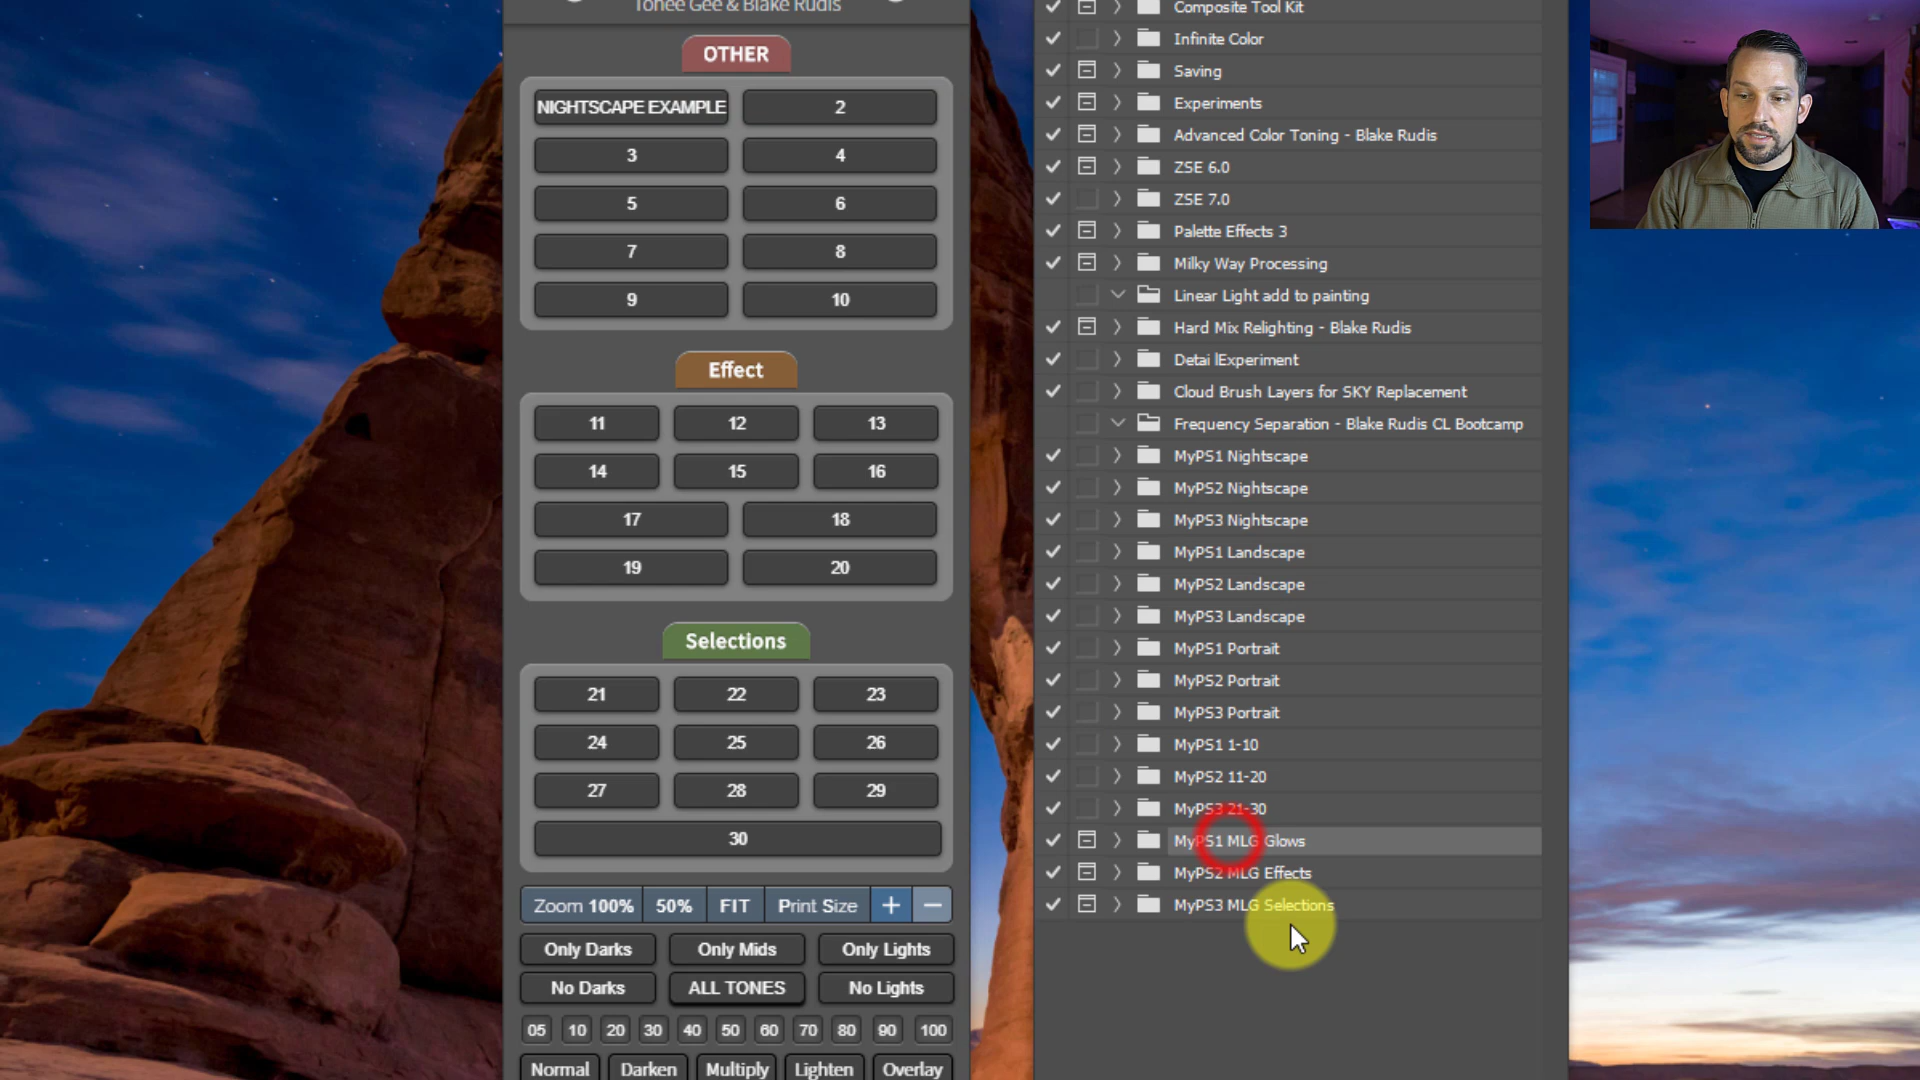 Tonee Gee & Blake Rudis
OTHER
NIGHTSCAPE EXAMPLE
2
3
4
5
6
7
8
9
10
Effect
11
12
13
14
15
16
17
18
19
20
Selections
21
22
23
24
25
26
27
28
29
30
Zoom 100%
50%
FIT
Print Size
+
−
Only Darks
Only Mids
Only Lights
No Darks
ALL TONES
No Lights
05
10
20
30
40
50
60
70
80
90
100
Normal
Darken
Multiply
Lighten
Overlay
Composite Tool Kit
Infinite Color
Saving
Experiments
Advanced Color Toning - Blake Rudis
ZSE 6.0
ZSE 7.0
Palette Effects 3
Milky Way Processing
Linear Light add to painting
Hard Mix Relighting - Blake Rudis
Detai lExperiment
Cloud Brush Layers for SKY Replacement
Frequency Separation - Blake Rudis CL Bootcamp
MyPS1 Nightscape
MyPS2 Nightscape
MyPS3 Nightscape
MyPS1 Landscape
MyPS2 Landscape
MyPS3 Landscape
MyPS1 Portrait
MyPS2 Portrait
MyPS3 Portrait
MyPS1 1-10
MyPS2 11-20
MyPS3 21-30
MyPS1 MLG Glows
MyPS2 MLG Effects
MyPS3 MLG Selections